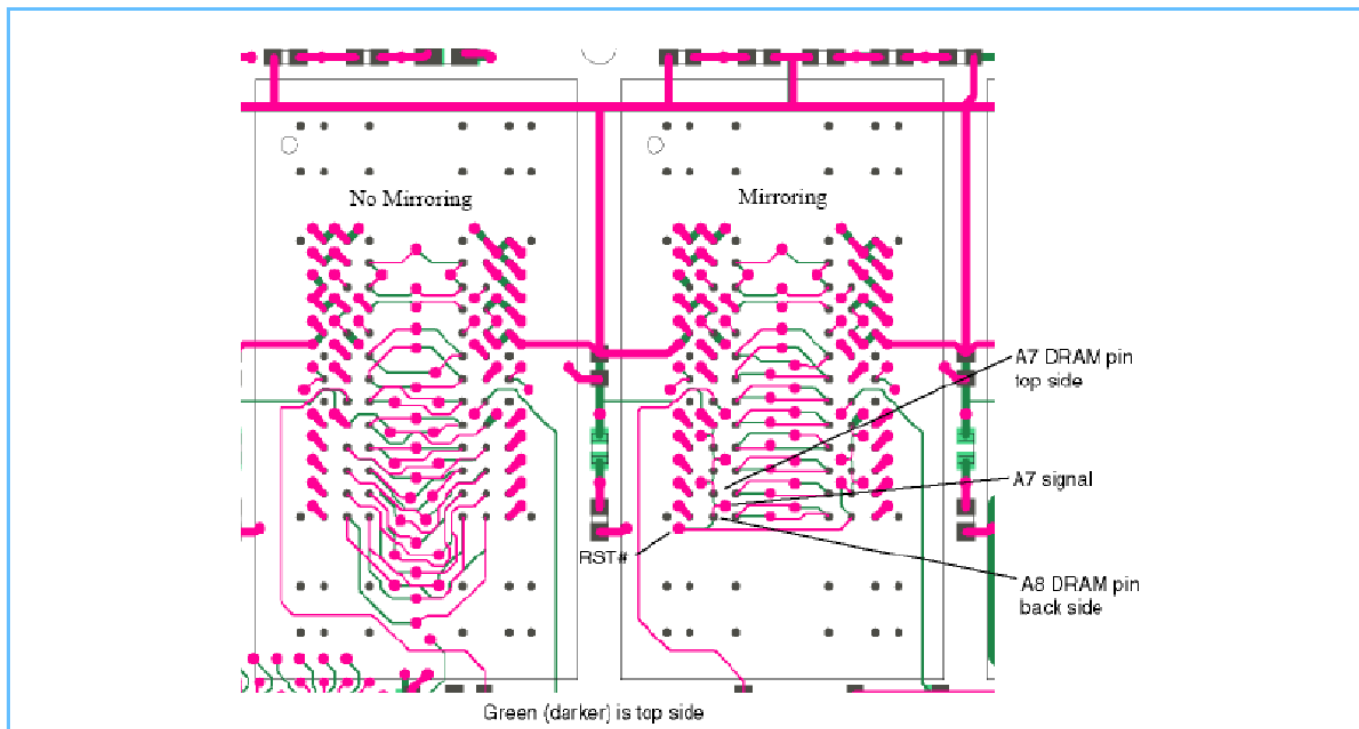 No Mirroring
Mirroring
A7 DRAM pin
top side
A7 signal
RST#
A8 DRAM pin
back side
Green (darker) is top side